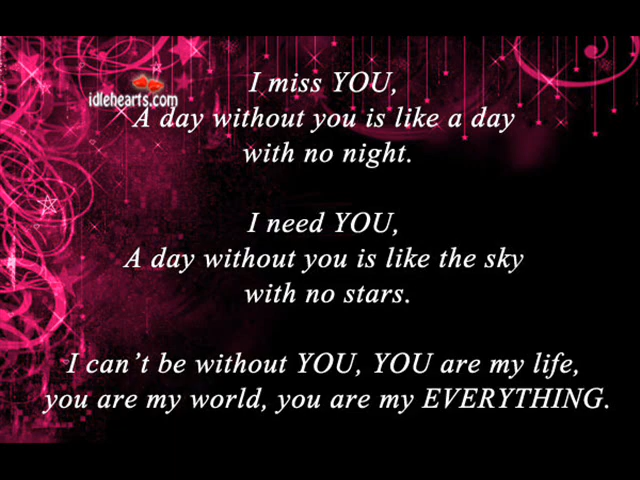 idlehearts.com
I miss YOU,
A day without you is like a day
with no night.
I need YOU,
A day without you is like the sky
with no stars.
I can’t be without YOU, YOU are my life,
you are my world, you are my EVERYTHING.